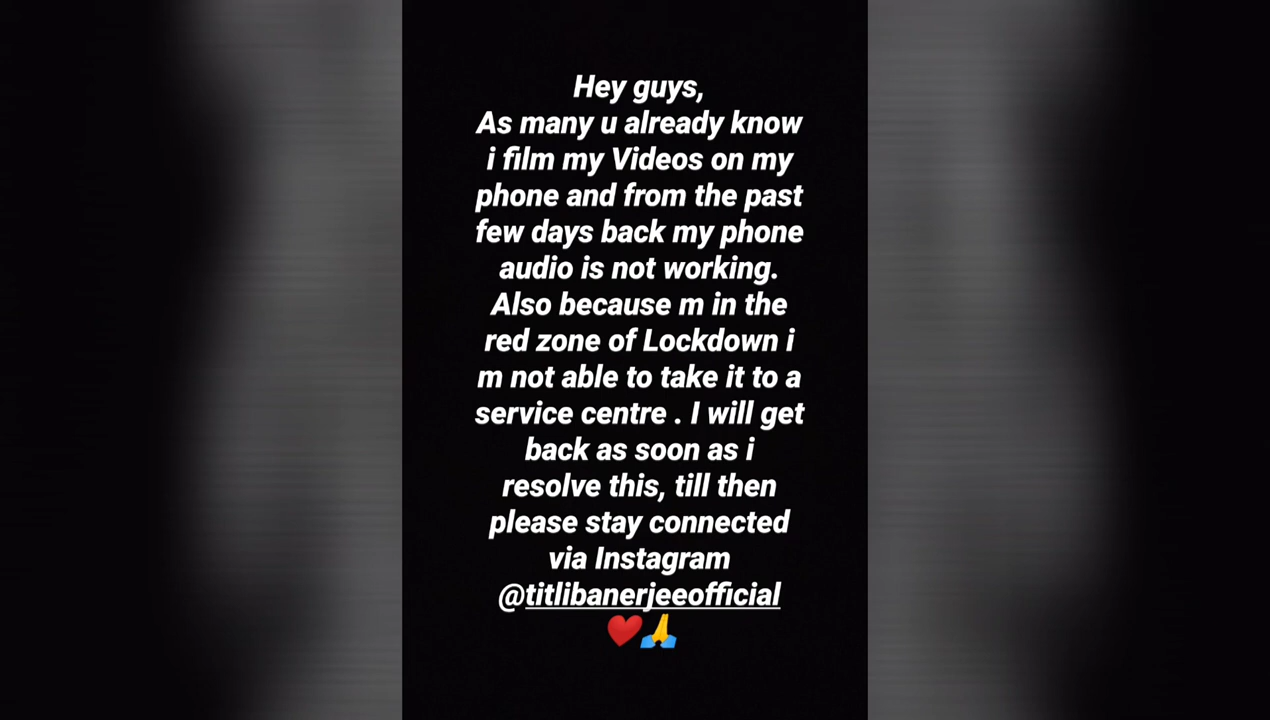 Hey guys,
As many u already know
i film my Videos on my
phone and from the past
few days back my phone
audio is not working.
Also because m in the
red zone of Lockdown i
m not able to take it to a
service centre . I will get
back as soon as i
resolve this, till then
please stay connected
via Instagram
@titlibanerjeeofficial
❤️🙏